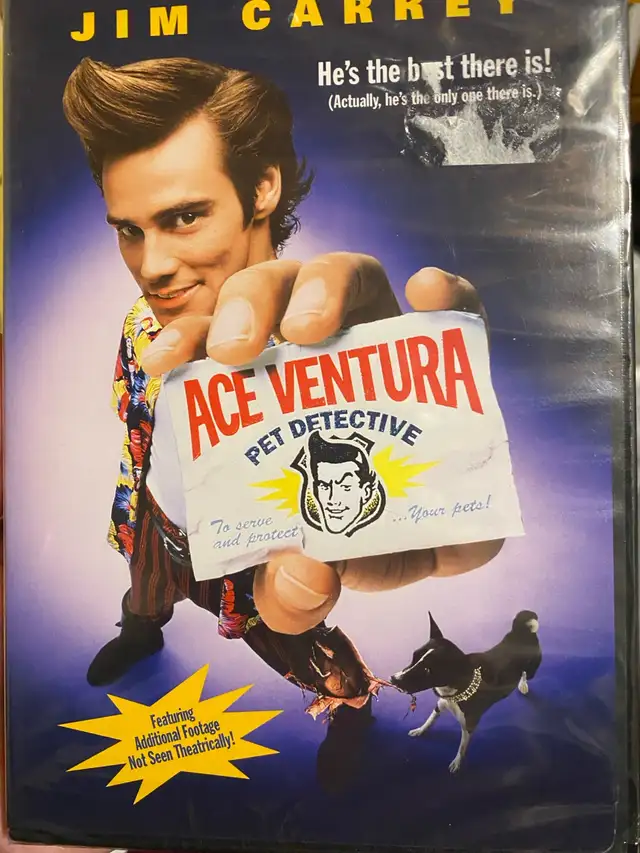 JIM CARREY
He's the best there is!
(Actually, he's the only one there is.)
ACE VENTURA
PET DETECTIVE
To serve
and protect
...Your pets!
Featuring
Additional Footage
Not Seen Theatrically!